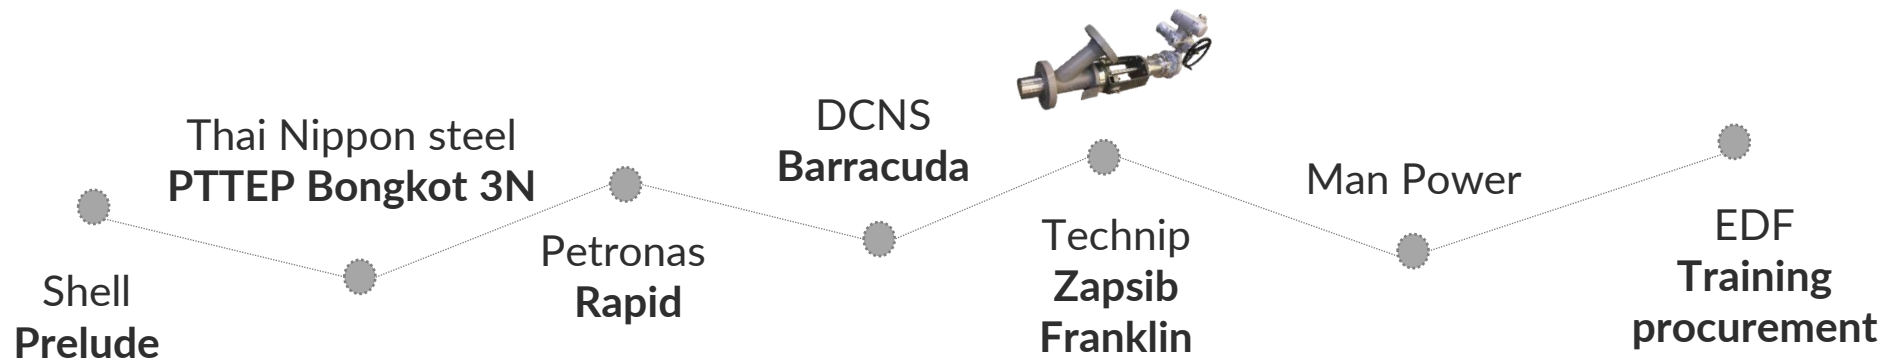 Shell
Prelude
Thai Nippon steel
PTTEP Bongkot 3N
Petronas
Rapid
DCNS
Barracuda
Technip
Zapsib
Franklin
Man Power
EDF
Training
procurement